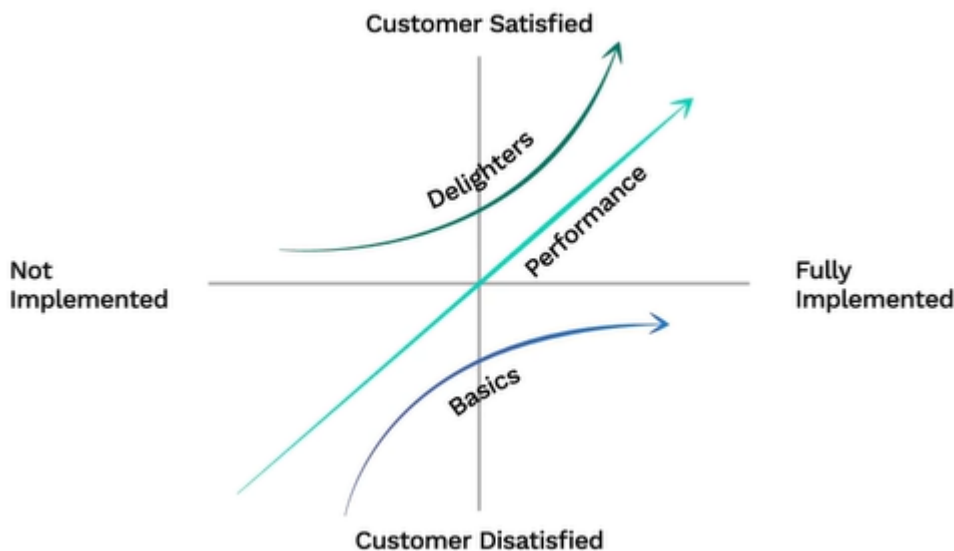 Customer Satisfied
Delighters
Performance
Not
Implemented
Fully
Implemented
Basics
Customer Disatisfied